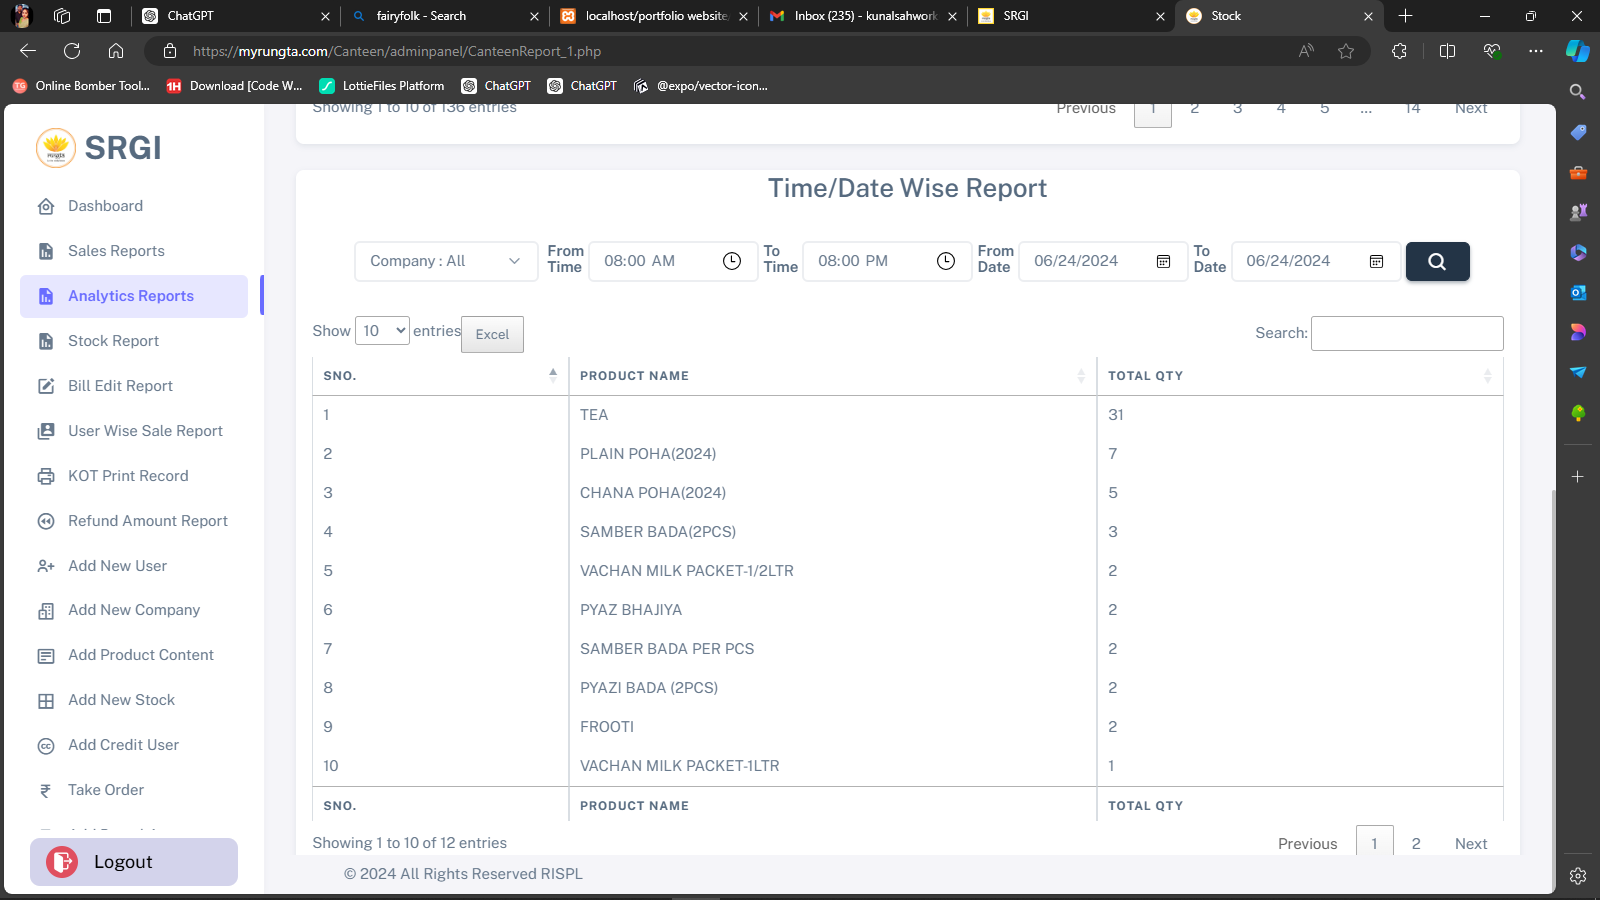 ChatGPT
fairyfolk - Search
localhost/portfolio website
Inbox (235) - kunalsahwork
SRGI
Stock
https://myrungta.com/Canteen/adminpanel/CanteenReport_1.php
Online Bomber Tool...
Download [Code W...
LottieFiles Platform
ChatGPT
ChatGPT
@expo/vector-icon...
SRGI
Dashboard
Sales Reports
Analytics Reports
Stock Report
Bill Edit Report
User Wise Sale Report
KOT Print Record
Refund Amount Report
Add New User
Add New Company
Add Product Content
Add New Stock
Add Credit User
Take Order
Logout
Showing 1 to 10 of 136 entries
Previous 1 2 3 4 5 ... 14 Next
Time/Date Wise Report
Company : All
From Time 08:00 AM
To Time 08:00 PM
From Date 06/24/2024
To Date 06/24/2024
Show 10 entries Excel
Search:
SNO. PRODUCT NAME TOTAL QTY
1 TEA 31
2 PLAIN POHA(2024) 7
3 CHANA POHA(2024) 5
4 SAMBER BADA(2PCS) 3
5 VACHAN MILK PACKET-1/2LTR 2
6 PYAZ BHAJIYA 2
7 SAMBER BADA PER PCS 2
8 PYAZI BADA (2PCS) 2
9 FROOTI 2
10 VACHAN MILK PACKET-1LTR 1
SNO. PRODUCT NAME TOTAL QTY
Showing 1 to 10 of 12 entries
Previous 1 2 Next
© 2024 All Rights Reserved RISPL